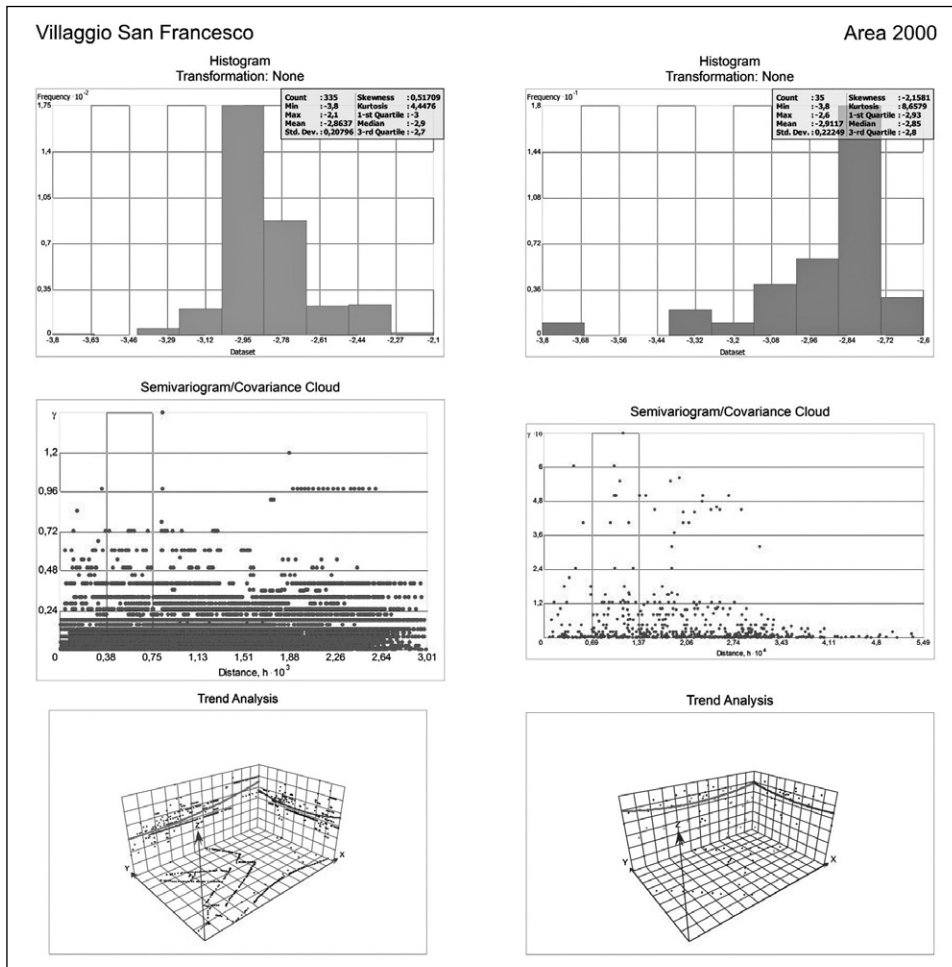 Villaggio San Francesco
Area 2000
Histogram
Transformation: None
Frequency · 10⁻²
Count : 335 Skewness : 0,51709
Min : -3,8 Kurtosis : 4,4476
Max : -2,1 1-st Quartile : -3
Mean : -2,8637 Median : -2,9
Std. Dev. : 0,20796 3-rd Quartile : -2,7
1,75
1,4
1,05
0,7
0,35
0
-3,8 -3,63 -3,46 -3,29 -3,12 -2,95 -2,78 -2,61 -2,44 -2,27 -2,1
Dataset
Histogram
Transformation: None
Frequency · 10⁻¹
Count : 35 Skewness : -2,1581
Min : -3,8 Kurtosis : 8,6579
Max : -2,6 1-st Quartile : -2,93
Mean : -2,9117 Median : -2,85
Std. Dev. : 0,22249 3-rd Quartile : -2,8
1,8
1,44
1,08
0,72
0,36
0
-3,8 -3,68 -3,56 -3,44 -3,32 -3,2 -3,08 -2,96 -2,84 -2,72 -2,6
Dataset
Semivariogram/Covariance Cloud
γ
1,2
0,96
0,72
0,48
0,24
0 0,38 0,75 1,13 1,51 1,88 2,26 2,64 3,01
Distance, h · 10³
Semivariogram/Covariance Cloud
γ
6
4,8
3,6
2,4
1,2
0 0,69 1,37 2,06 2,74 3,43 4,11 4,8 5,49
Distance, h · 10⁴
Trend Analysis
Z
Y
X
Trend Analysis
Z
Y
X